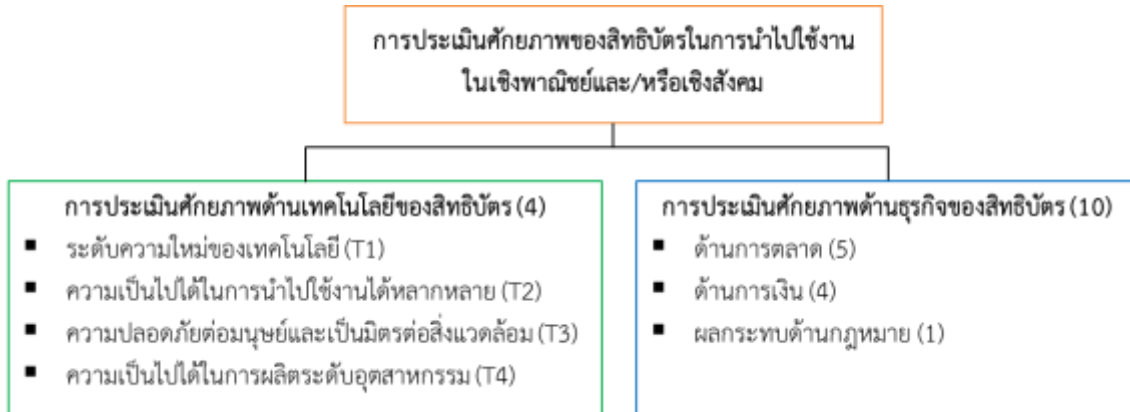 การประเมินศักยภาพของสิทธิบัตรในการนำไปใช้งาน
ในเชิงพาณิชย์และ/หรือเชิงสังคม
การประเมินศักยภาพด้านเทคโนโลยีของสิทธิบัตร (4)
▪ ระดับความใหม่ของเทคโนโลยี (T1)
▪ ความเป็นไปได้ในการนำไปใช้งานได้หลากหลาย (T2)
▪ ความปลอดภัยต่อมนุษย์และเป็นมิตรต่อสิ่งแวดล้อม (T3)
▪ ความเป็นไปได้ในการผลิตระดับอุตสาหกรรม (T4)
การประเมินศักยภาพด้านธุรกิจของสิทธิบัตร (10)
▪ ด้านการตลาด (5)
▪ ด้านการเงิน (4)
▪ ผลกระทบด้านกฎหมาย (1)